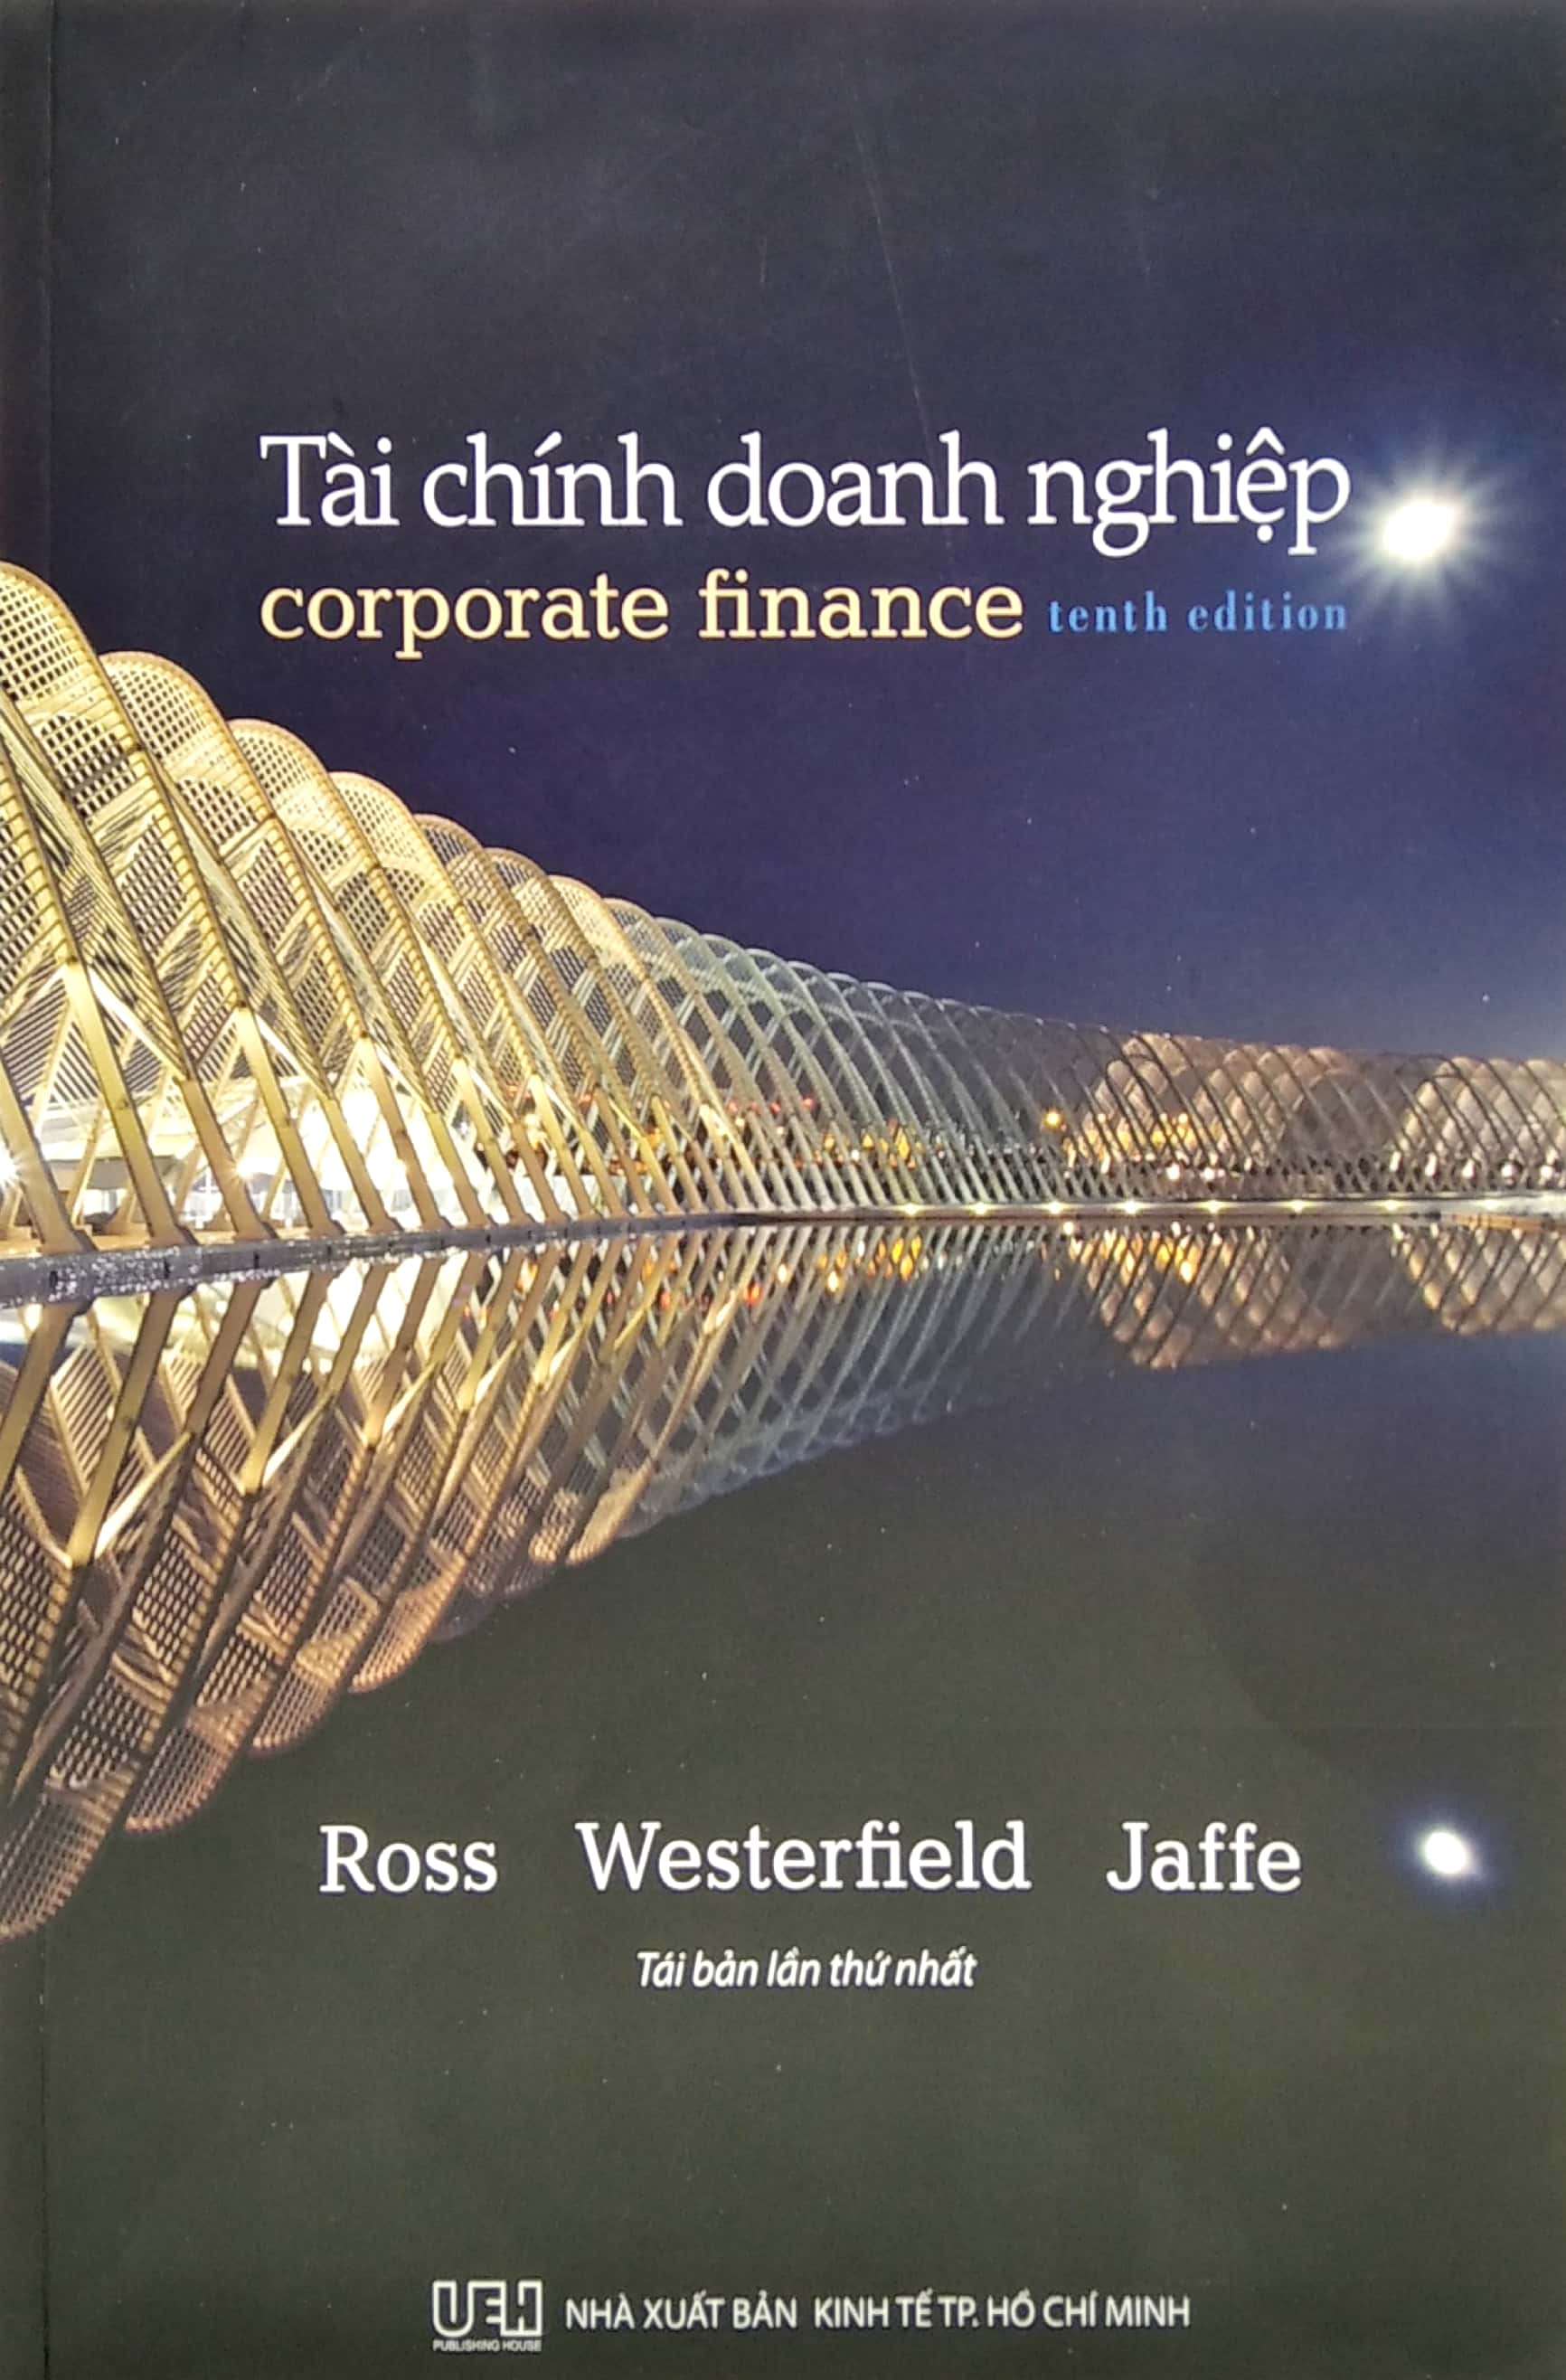 Tài chính doanh nghiệp
corporate finance tenth edition
Ross Westerfield Jaffe
Tái bản lần thứ nhất
UEH NHÀ XUẤT BẢN KINH TẾ TP. HỒ CHÍ MINH
PUBLISHING HOUSE